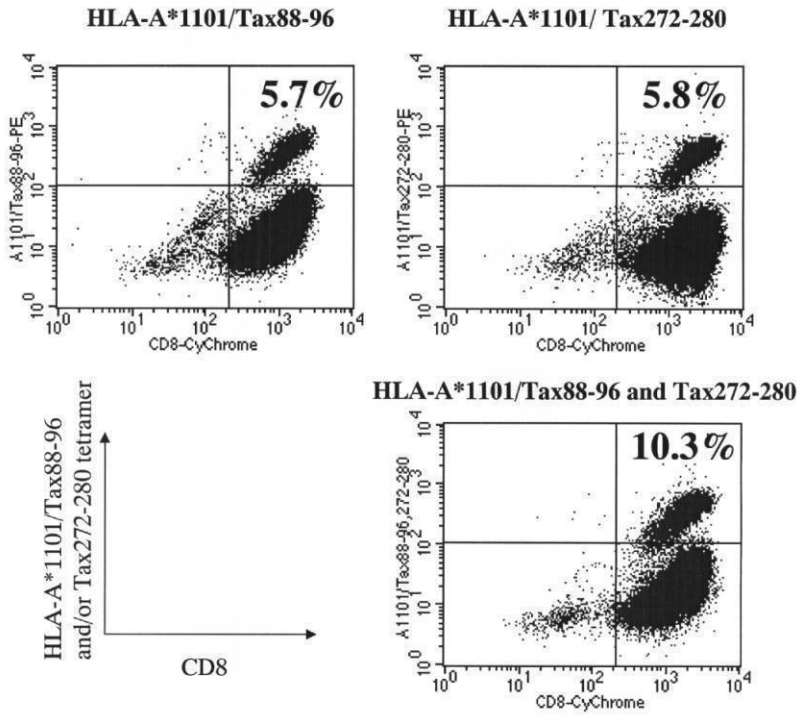 HLA-A*1101/Tax88-96
5.7%
A1101/Tax88-96-PE
10^0 10^1 10^2 10^3 10^4
10^0 10^1 10^2 10^3 10^4
CD8-CyChrome
HLA-A*1101/ Tax272-280
5.8%
A1101/Tax272-280-PE
10^0 10^1 10^2 10^3 10^4
10^0 10^1 10^2 10^3 10^4
CD8-CyChrome
HLA-A*1101/Tax88-96
and/or Tax272-280 tetramer
CD8
HLA-A*1101/Tax88-96 and Tax272-280
10.3%
A1101/Tax88-96,272-280
10^0 10^1 10^2 10^3 10^4
10^0 10^1 10^2 10^3 10^4
CD8-CyChrome